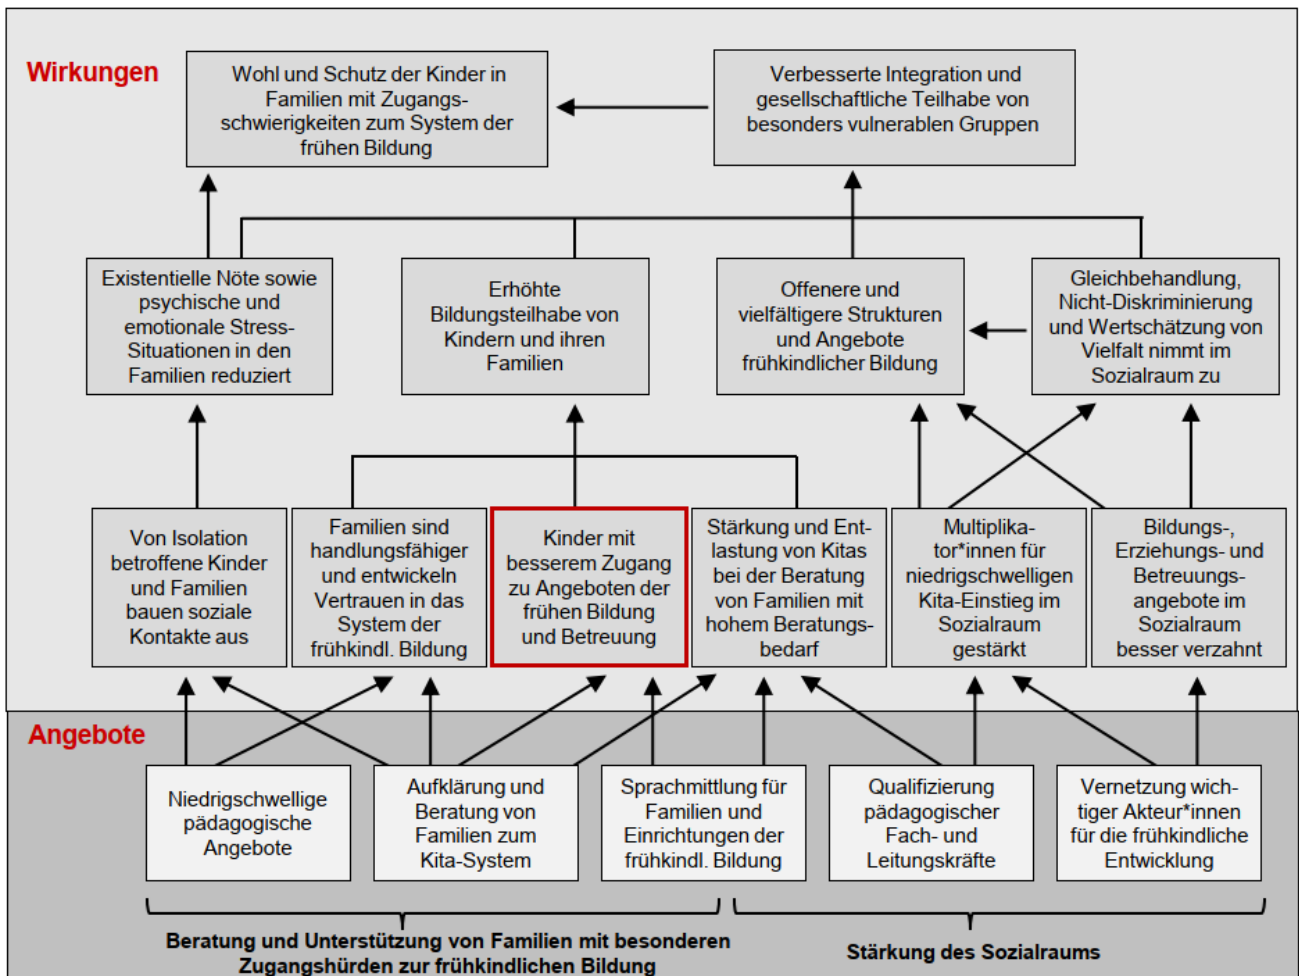 Wirkungen
Wohl und Schutz der Kinder in
Familien mit Zugangs-
schwierigkeiten zum System der
frühen Bildung
Verbesserte Integration und
gesellschaftliche Teilhabe von
besonders vulnerablen Gruppen
Existentielle Nöte sowie
psychische und
emotionale Stress-
Situationen in den
Familien reduziert
Erhöhte
Bildungsteilhabe von
Kindern und ihren
Familien
Offenere und
vielfältigere Strukturen
und Angebote
frühkindlicher Bildung
Gleichbehandlung,
Nicht-Diskriminierung
und Wertschätzung von
Vielfalt nimmt im
Sozialraum zu
Von Isolation
betroffene Kinder
und Familien
bauen soziale
Kontakte aus
Familien sind
handlungsfähiger
und entwickeln
Vertrauen in das
System der
frühkindl. Bildung
Kinder mit
besserem Zugang
zu Angeboten der
frühen Bildung
und Betreuung
Stärkung und Ent-
lastung von Kitas
bei der Beratung
von Familien mit
hohem Beratungs-
bedarf
Multiplika-
tor*innen für
niedrigschwelligen
Kita-Einstieg im
Sozialraum
gestärkt
Bildungs-,
Erziehungs- und
Betreuungs-
angebote im
Sozialraum
besser verzahnt
Angebote
Niedrigschwellige
pädagogische
Angebote
Aufklärung und
Beratung von
Familien zum
Kita-System
Sprachmittlung für
Familien und
Einrichtungen der
frühkindl. Bildung
Qualifizierung
pädagogischer
Fach- und
Leitungskräfte
Vernetzung wich-
tiger Akteur*innen
für die frühkindliche
Entwicklung
Beratung und Unterstützung von Familien mit besonderen
Zugangshürden zur frühkindlichen Bildung
Stärkung des Sozialraums